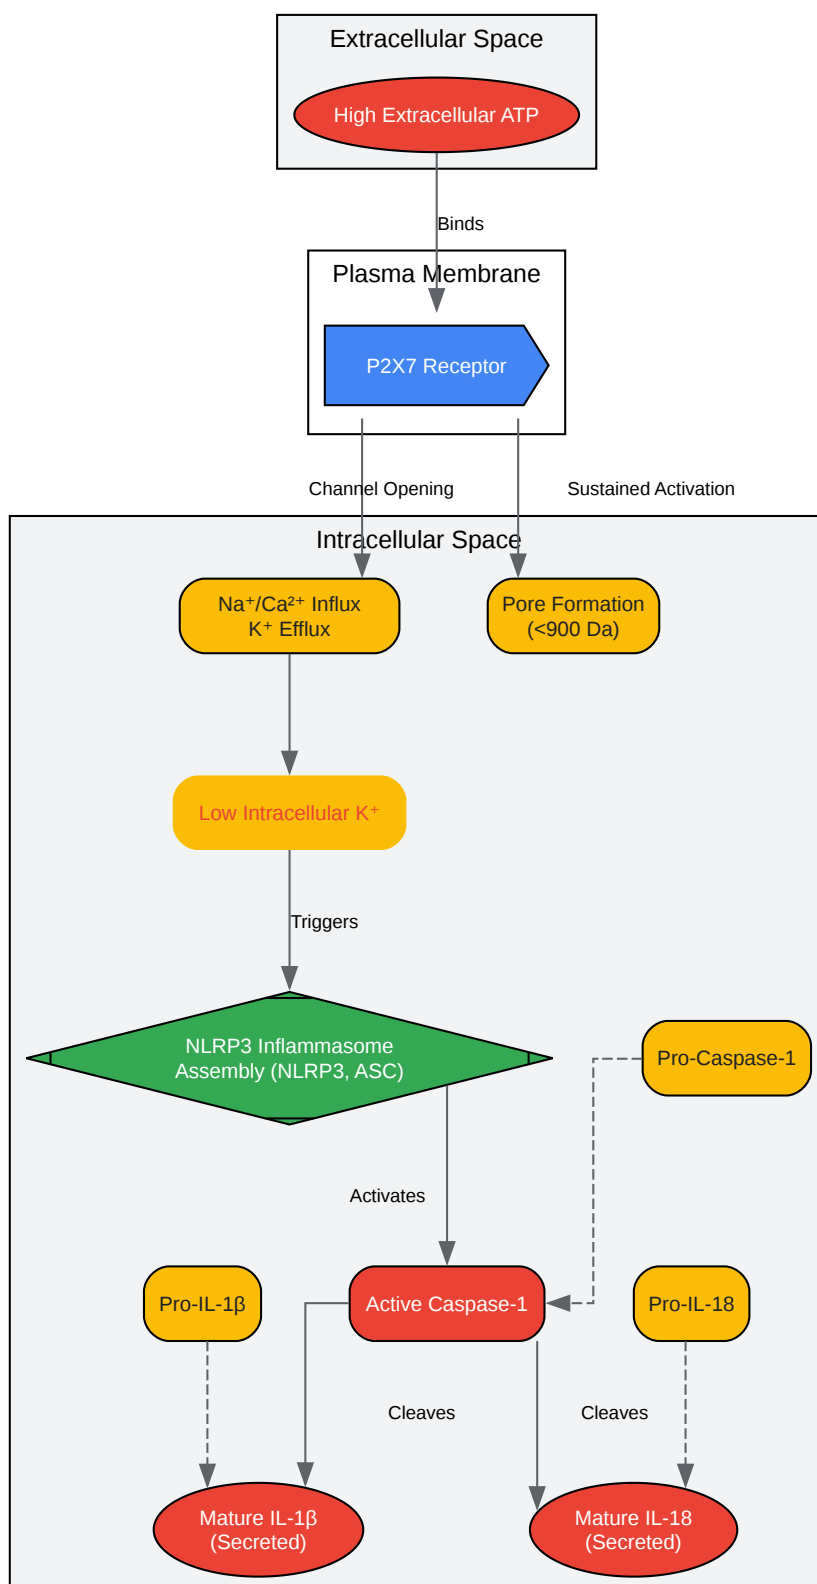 Extracellular Space
High Extracellular ATP
Binds
Plasma Membrane
P2X7 Receptor
Channel Opening
Sustained Activation
Intracellular Space
Na⁺/Ca²⁺ Influx
K⁺ Efflux
Pore Formation
(<900 Da)
Low Intracellular K⁺
Triggers
NLRP3 Inflammasome
Assembly (NLRP3, ASC)
Pro-Caspase-1
Activates
Pro-IL-1β
Active Caspase-1
Pro-IL-18
Cleaves
Cleaves
Mature IL-1β
(Secreted)
Mature IL-18
(Secreted)